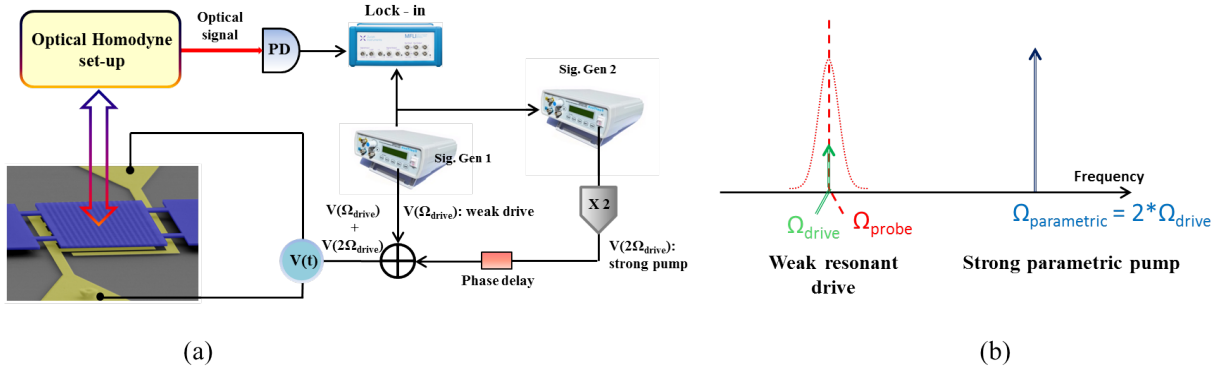 Optical Homodyne
set-up
Optical
signal
PD
Lock - in
MFLI
Sig. Gen 2
Sig. Gen 1
X 2
V(Ωdrive)
+
V(2Ωdrive)
V(Ωdrive): weak drive
V(2Ωdrive):
strong pump
V(t)
Phase delay
(a)
Frequency
Ωdrive
Ωprobe
Ωparametric = 2*Ωdrive
Weak resonant
drive
Strong parametric pump
(b)